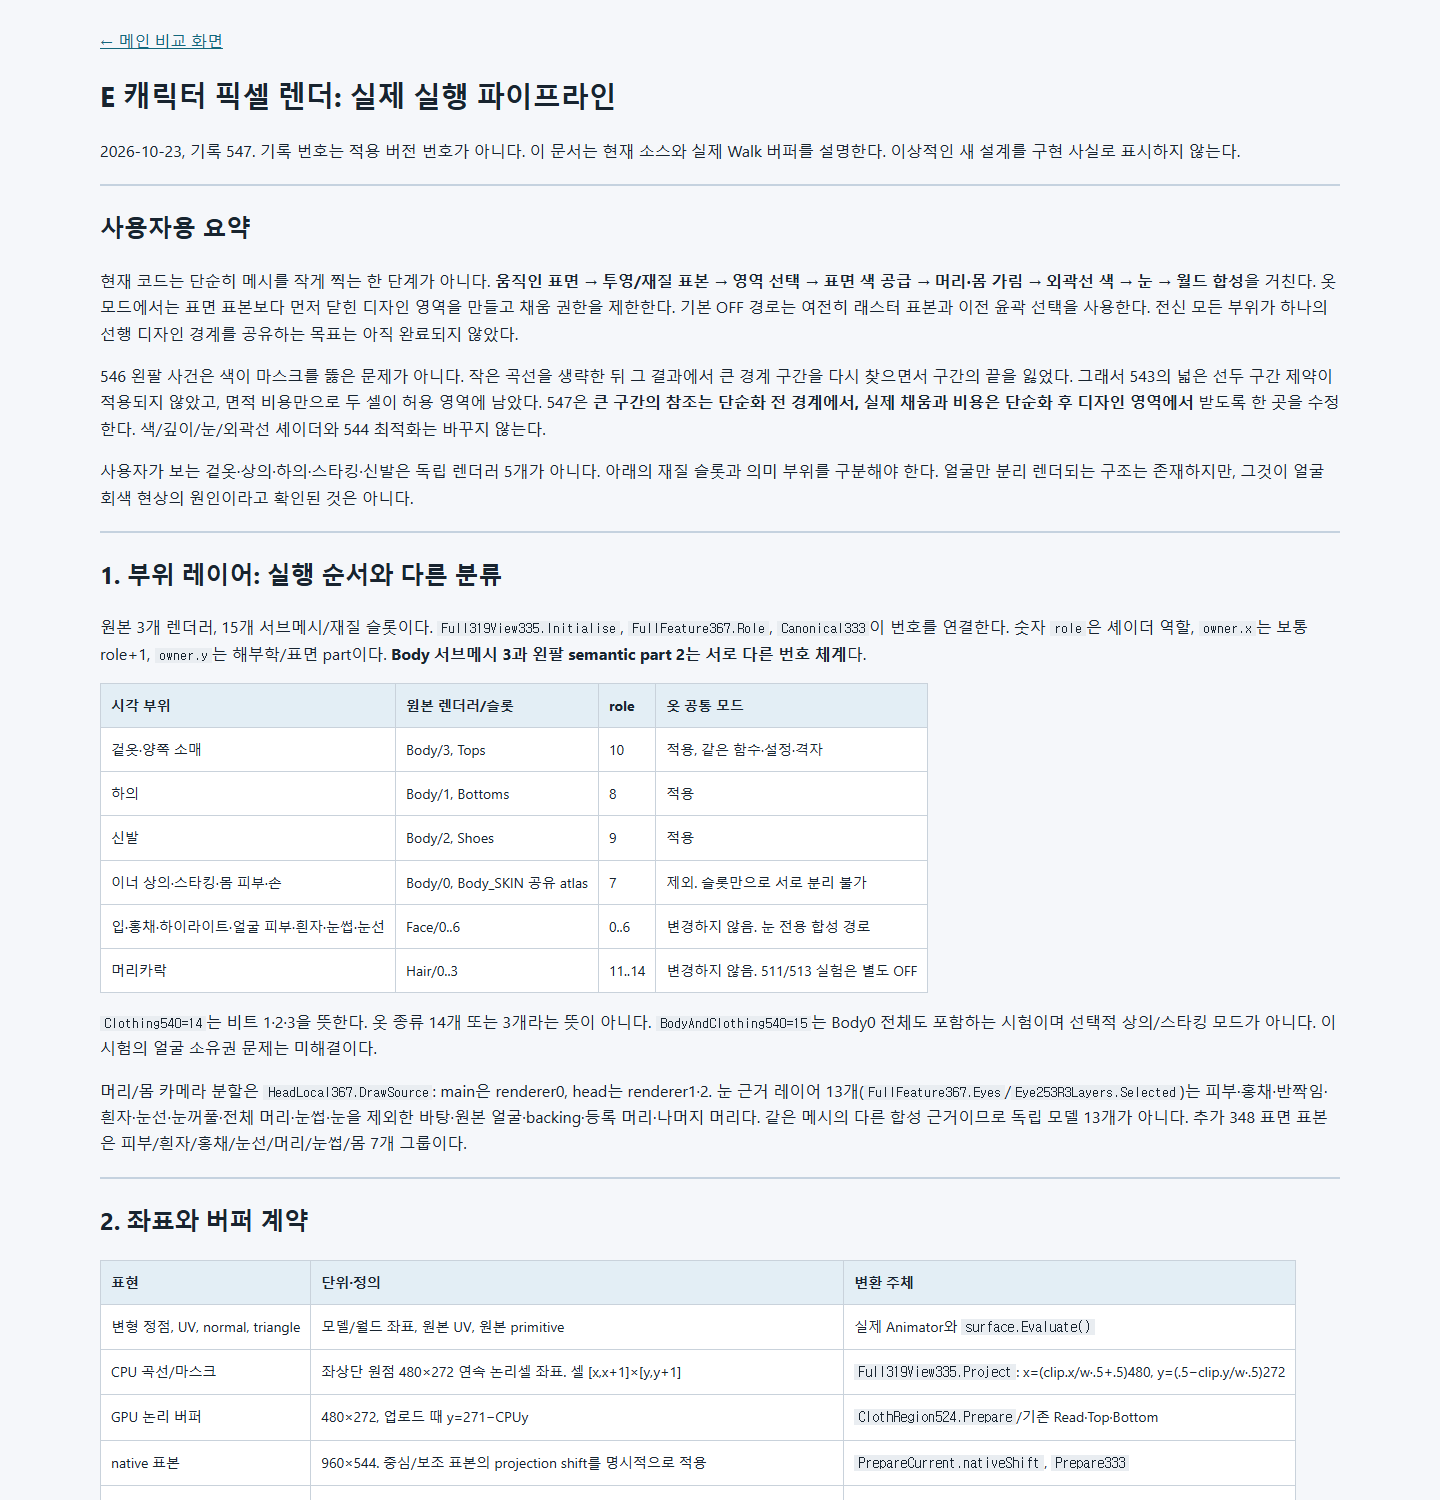 ← 메인 비교 화면
E 캐릭터 픽셀 렌더: 실제 실행 파이프라인
2026-10-23, 기록 547. 기록 번호는 적용 버전 번호가 아니다. 이 문서는 현재 소스와 실제 Walk 버퍼를 설명한다. 이상적인 새 설계를 구현 사실로 표시하지 않는다.
사용자용 요약
현재 코드는 단순히 메시를 작게 찍는 한 단계가 아니다. 움직인 표면 → 투영/재질 표본 → 영역 선택 → 표면 색 공급 → 머리·몸 가림 → 외곽선 색 → 눈 → 월드 합성을 거친다. 옷
모드에서는 표면 표본보다 먼저 닫힌 디자인 영역을 만들고 채움 권한을 제한한다. 기본 OFF 경로는 여전히 래스터 표본과 이전 윤곽 선택을 사용한다. 전신 모든 부위가 하나의
선행 디자인 경계를 공유하는 목표는 아직 완료되지 않았다.
546 왼팔 사건은 색이 마스크를 뚫은 문제가 아니다. 작은 곡선을 생략한 뒤 그 결과에서 큰 경계 구간을 다시 찾으면서 구간의 끝을 잃었다. 그래서 543의 넓은 선두 구간 제약이
적용되지 않았고, 면적 비용만으로 두 셀이 허용 영역에 남았다. 547은 큰 구간의 참조는 단순화 전 경계에서, 실제 채움과 비용은 단순화 후 디자인 영역에서 받도록 한 곳을 수정
한다. 색/깊이/눈/외곽선 셰이더와 544 최적화는 바꾸지 않는다.
사용자가 보는 겉옷·상의·하의·스타킹·신발은 독립 렌더러 5개가 아니다. 아래의 재질 슬롯과 의미 부위를 구분해야 한다. 얼굴만 분리 렌더되는 구조는 존재하지만, 그것이 얼굴
회색 현상의 원인이라고 확인된 것은 아니다.
1. 부위 레이어: 실행 순서와 다른 분류
원본 3개 렌더러, 15개 서브메시/재질 슬롯이다. Full319View335.Initialise, FullFeature367.Role, Canonical333이 번호를 연결한다. 숫자 role은 셰이더 역할, owner.x는 보통
role+1, owner.y는 해부학/표면 part이다. Body 서브메시 3과 왼팔 semantic part 2는 서로 다른 번호 체계다.
시각 부위 원본 렌더러/슬롯 role 옷 공통 모드
겉옷·양쪽 소매 Body/3, Tops 10 적용, 같은 함수·설정·격자
하의 Body/1, Bottoms 8 적용
신발 Body/2, Shoes 9 적용
이너 상의·스타킹·몸 피부·손 Body/0, Body_SKIN 공유 atlas 7 제외. 슬롯만으로 서로 분리 불가
입·홍채·하이라이트·얼굴 피부·흰자·눈썹·눈선 Face/0..6 0..6 변경하지 않음. 눈 전용 합성 경로
머리카락 Hair/0..3 11..14 변경하지 않음. 511/513 실험은 별도 OFF
Clothing540=14는 비트 1·2·3을 뜻한다. 옷 종류 14개 또는 3개라는 뜻이 아니다. BodyAndClothing540=15는 Body0 전체도 포함하는 시험이며 선택적 상의/스타킹 모드가 아니다. 이
시험의 얼굴 소유권 문제는 미해결이다.
머리/몸 카메라 분할은 HeadLocal367.DrawSource: main은 renderer0, head는 renderer1·2. 눈 근거 레이어 13개(FullFeature367.Eyes/Eye253R3Layers.Selected)는 피부·홍채·반짝임·
흰자·눈선·눈꺼풀·전체 머리·눈썹·눈을 제외한 바탕·원본 얼굴·backing·등록 머리·나머지 머리다. 같은 메시의 다른 합성 근거이므로 독립 모델 13개가 아니다. 추가 348 표면 표본
은 피부/흰자/홍채/눈선/머리/눈썹/몸 7개 그룹이다.
2. 좌표와 버퍼 계약
표현 단위·정의 변환 주체
변형 정점, UV, normal, triangle 모델/월드 좌표, 원본 UV, 원본 primitive 실제 Animator와 surface.Evaluate()
CPU 곡선/마스크 좌상단 원점 480×272 연속 논리셀 좌표. 셀 [x,x+1]×[y,y+1] Full319View335.Project: x=(clip.x/w·.5+.5)480, y=(.5−clip.y/w·.5)272
GPU 논리 버퍼 480×272, 업로드 때 y=271−CPUy ClothRegion524.Prepare/기존 Read·Top·Bottom
native 표본 960×544. 중심/보조 표본의 projection shift를 명시적으로 적용 PrepareCurrent.nativeShift, Prepare333